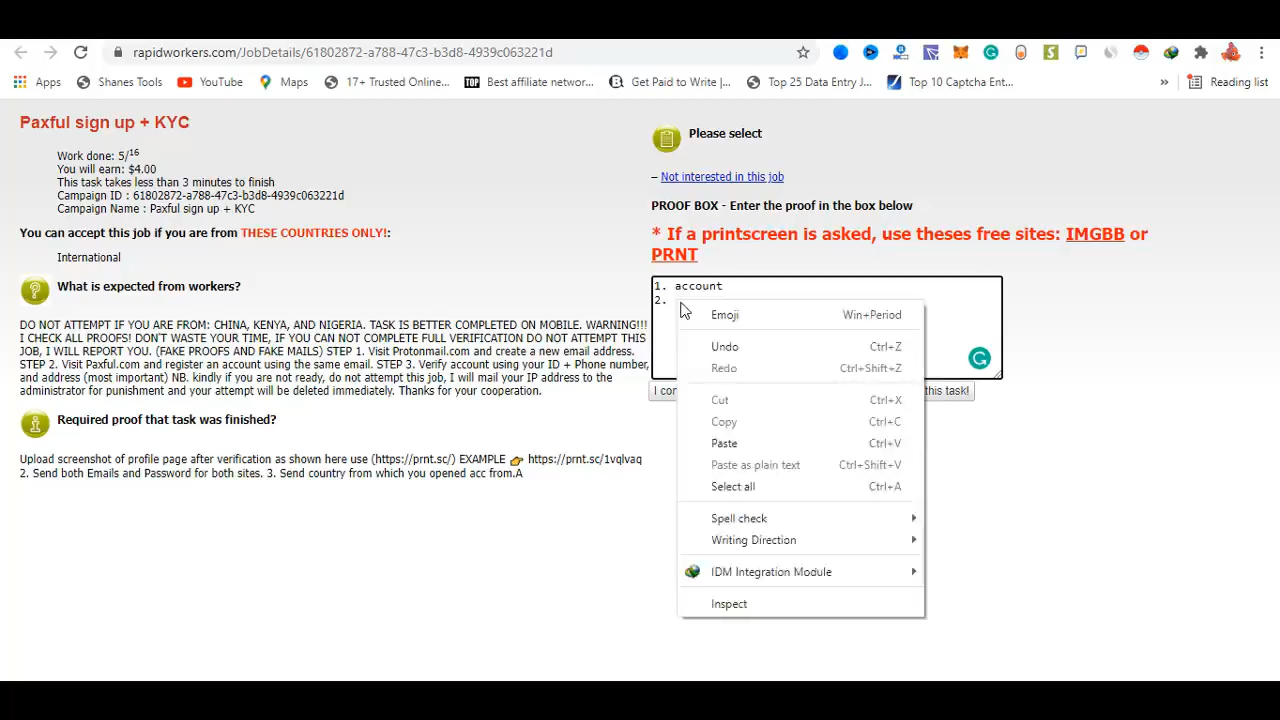 rapidworkers.com/JobDetails/61802872-a788-47c3-b3d8-4939c063221d
Apps Shanes Tools YouTube Maps 17+ Trusted Online... TOP Best affiliate networ... Get Paid to Write |... Top 25 Data Entry J... Top 10 Captcha Ent... » Reading list
Paxful sign up + KYC
Work done: 5/16
You will earn: $4.00
This task takes less than 3 minutes to finish
Campaign ID : 61802872-a788-47c3-b3d8-4939c063221d
Campaign Name : Paxful sign up + KYC
You can accept this job if you are from THESE COUNTRIES ONLY!:
International
What is expected from workers?
DO NOT ATTEMPT IF YOU ARE FROM: CHINA, KENYA, AND NIGERIA. TASK IS BETTER COMPLETED ON MOBILE. WARNING!!!
I CHECK ALL PROOFS! DON'T WASTE YOUR TIME, IF YOU CAN NOT COMPLETE FULL VERIFICATION DO NOT ATTEMPT THIS
JOB, I WILL REPORT YOU. (FAKE PROOFS AND FAKE MAILS) STEP 1. Visit Protonmail.com and create a new email address.
STEP 2. Visit Paxful.com and register an account using the same email. STEP 3. Verify account using your ID + Phone number,
and address (most important) NB. kindly if you are not ready, do not attempt this job, I will mail your IP address to the
administrator for punishment and your attempt will be deleted immediately. Thanks for your cooperation.
Required proof that task was finished?
Upload screenshot of profile page after verification as shown here use (https://prnt.sc/) EXAMPLE 👉 https://prnt.sc/1vqlvaq
2. Send both Emails and Password for both sites. 3. Send country from which you opened acc from.A
Please select
– Not interested in this job
PROOF BOX - Enter the proof in the box below
* If a printscreen is asked, use theses free sites: IMGBB or
PRNT
1. account
2.
I co
this task!
Emoji Win+Period
Undo Ctrl+Z
Redo Ctrl+Shift+Z
Cut Ctrl+X
Copy Ctrl+C
Paste Ctrl+V
Paste as plain text Ctrl+Shift+V
Select all Ctrl+A
Spell check
Writing Direction
IDM Integration Module
Inspect